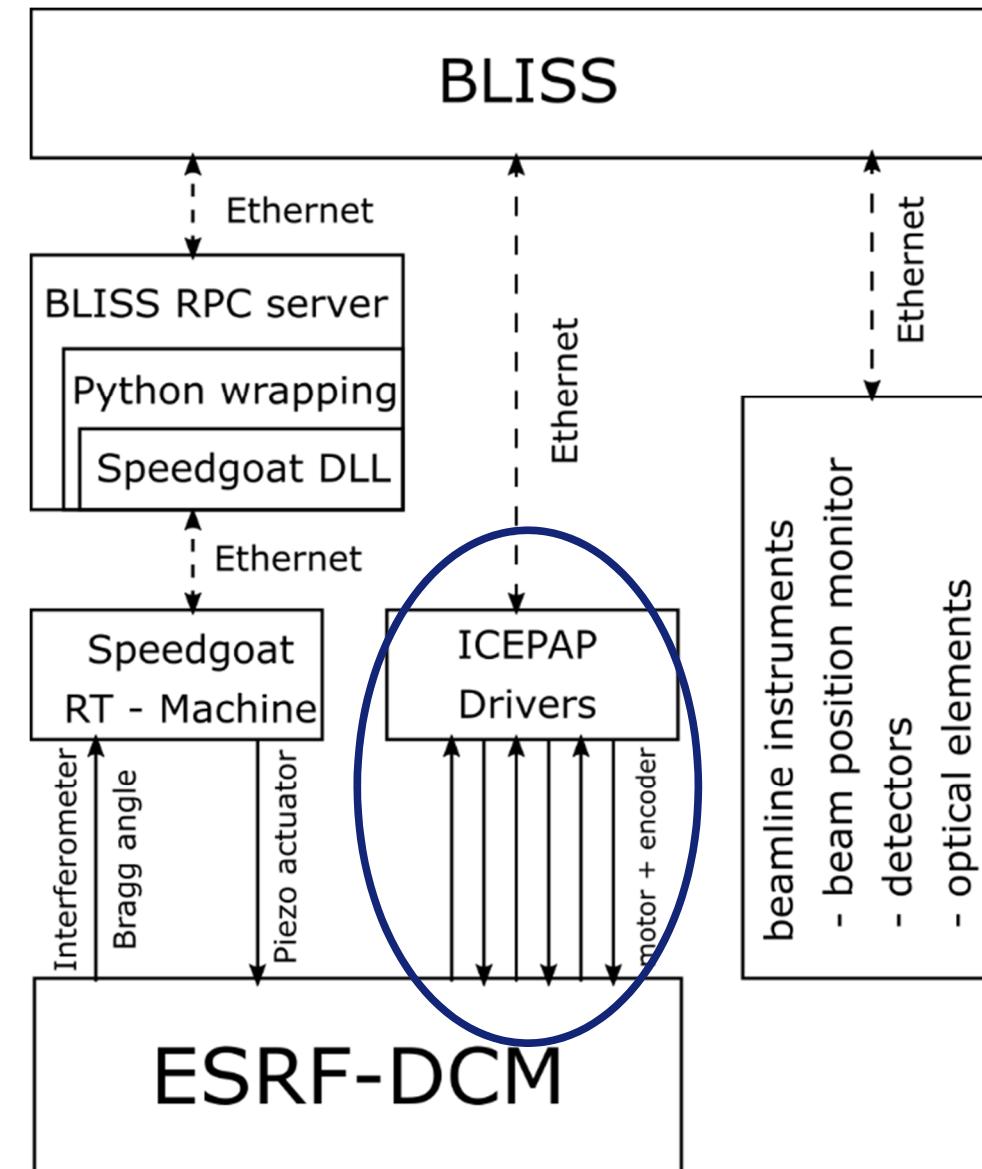 BLISS
Ethernet
BLISS RPC server
Python wrapping
Speedgoat DLL
Ethernet
Speedgoat
RT - Machine
Interferometer
Bragg angle
Piezo actuator
Ethernet
ICEPAP
Drivers
motor + encoder
Ethernet
beamline instruments
- beam position monitor
- detectors
- optical elements
ESRF-DCM